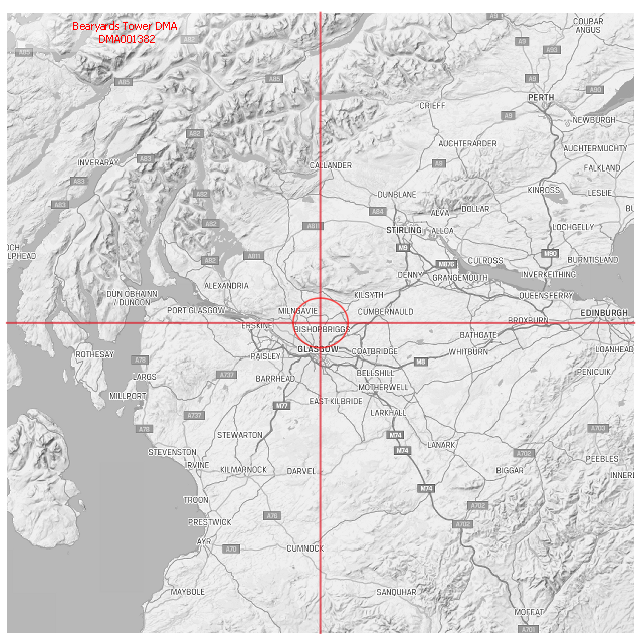 Bearyards Tower DMA
DMA001382
COUPAR
ANGUS
A82
A9
A93
A85
A85
A85
A9
A90
PERTH
CRIEFF
A9
NEWBURGH
A82
AUCHTERARDER
AUCHTERMUCHTY
INVERARAY
A83
CALLANDER
A9
FALKLAND
A83
A82
DUNBLANE
KINROSS
LESLIE
A83
A82
A811
A84
ALVA
DOLLAR
STIRLING
ALLOA
LOCHGELLY
BU
OCH
LPHEAD
A82
A811
M9
M876
CULROSS
M90
BURNTISLAND
DENNY
GRANGEMOUTH
INVERKEITHING
ALEXANDRIA
DUN OBHAINN
/ DUNOON
KILSYTH
QUEENSFERRY
PORT GLASGOW
MILNGAVIE
CUMBERNAULD
EDINBURGH
ERSKINE
BISHOPBRIGGS
BROXBURN
BATHGATE
ROTHESAY
PAISLEY
GLASGOW
COATBRIDGE
WHITBURN
LOANHEAD
A78
M8
LARGS
A737
BARRHEAD
BELLSHILL
PENICUIK
MILLPORT
MOTHERWELL
M77
EAST KILBRIDE
LARKHALL
A737
A78
STEWARTON
M74
A703
LANARK
STEVENSTON
M74
A702
PEEBLES
IRVINE
KILMARNOCK
DARVEL
BIGGAR
INNER
M74
TROON
A702
PRESTWICK
A76
A702
AYR
A70
CUMNOCK
MAYBOLE
SANQUHAR
MOFFAT
A701